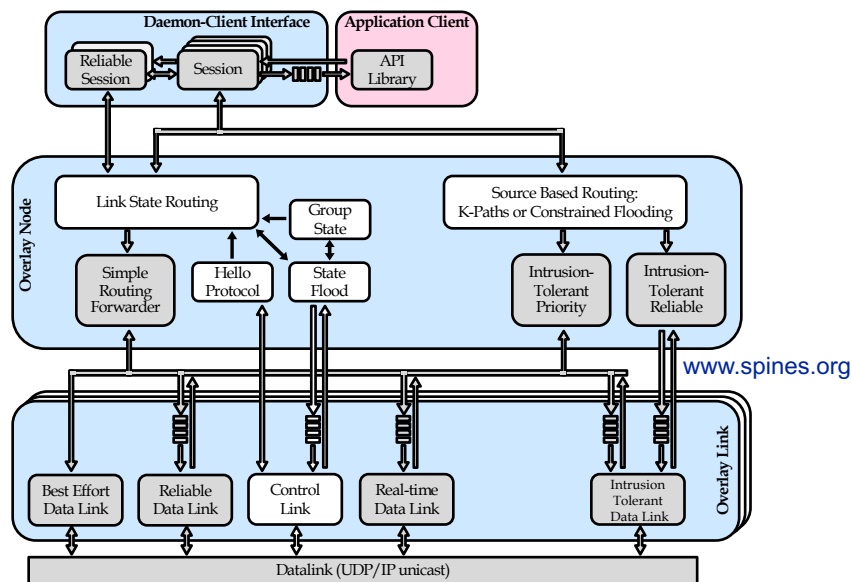 Daemon-Client Interface
Application Client
Reliable
Session
Session
API
Library
Overlay Node
Link State Routing
Group
State
Source Based Routing:
K-Paths or Constrained Flooding
Simple
Routing
Forwarder
Hello
Protocol
State
Flood
Intrusion-
Tolerant
Priority
Intrusion-
Tolerant
Reliable
www.spines.org
Overlay Link
Best Effort
Data Link
Reliable
Data Link
Control
Link
Real-time
Data Link
Intrusion
Tolerant
Data Link
Datalink (UDP/IP unicast)